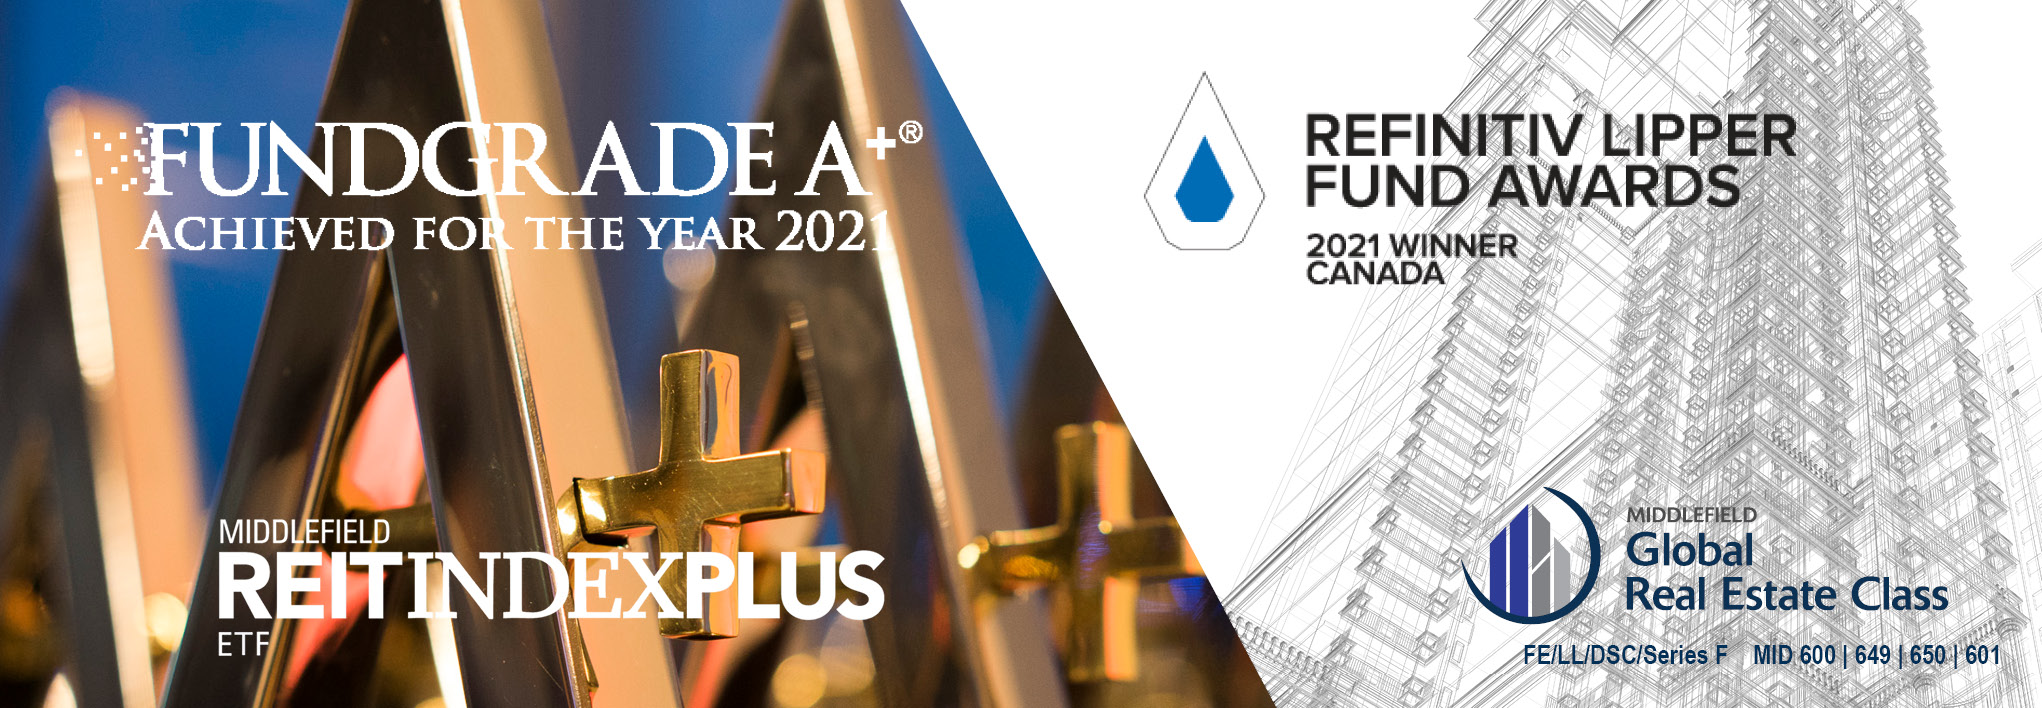 FUNDGRADE A+®
ACHIEVED FOR THE YEAR 2021
MIDDLEFIELD
REITINDEXPLUS
ETF
REFINITIV LIPPER
FUND AWARDS
2021 WINNER
CANADA
MIDDLEFIELD
Global
Real Estate Class
FE/LL/DSC/Series F MID 600 | 649 | 650 | 601